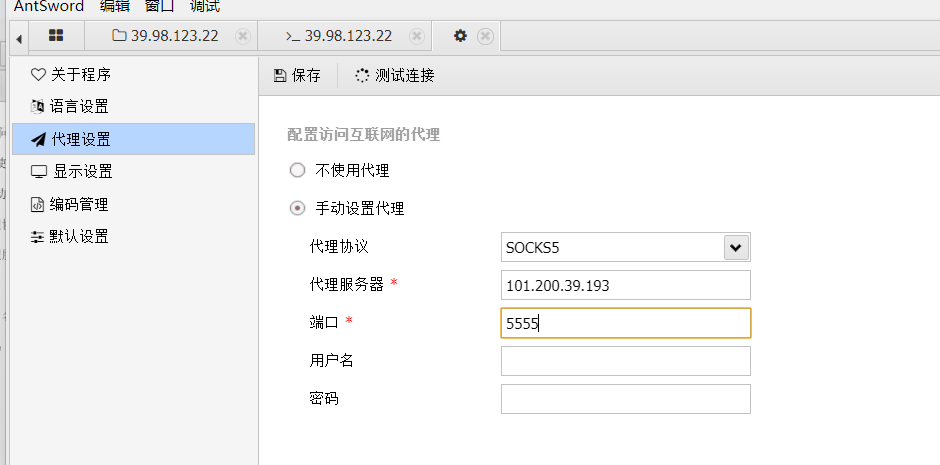 AntSword 编辑 窗口 调试
39.98.123.22 >_ 39.98.123.22
关于程序
语言设置
代理设置
显示设置
编码管理
默认设置
保存 测试连接
配置访问互联网的代理
不使用代理
手动设置代理
代理协议 SOCKS5
代理服务器 * 101.200.39.193
端口 * 5555
用户名
密码